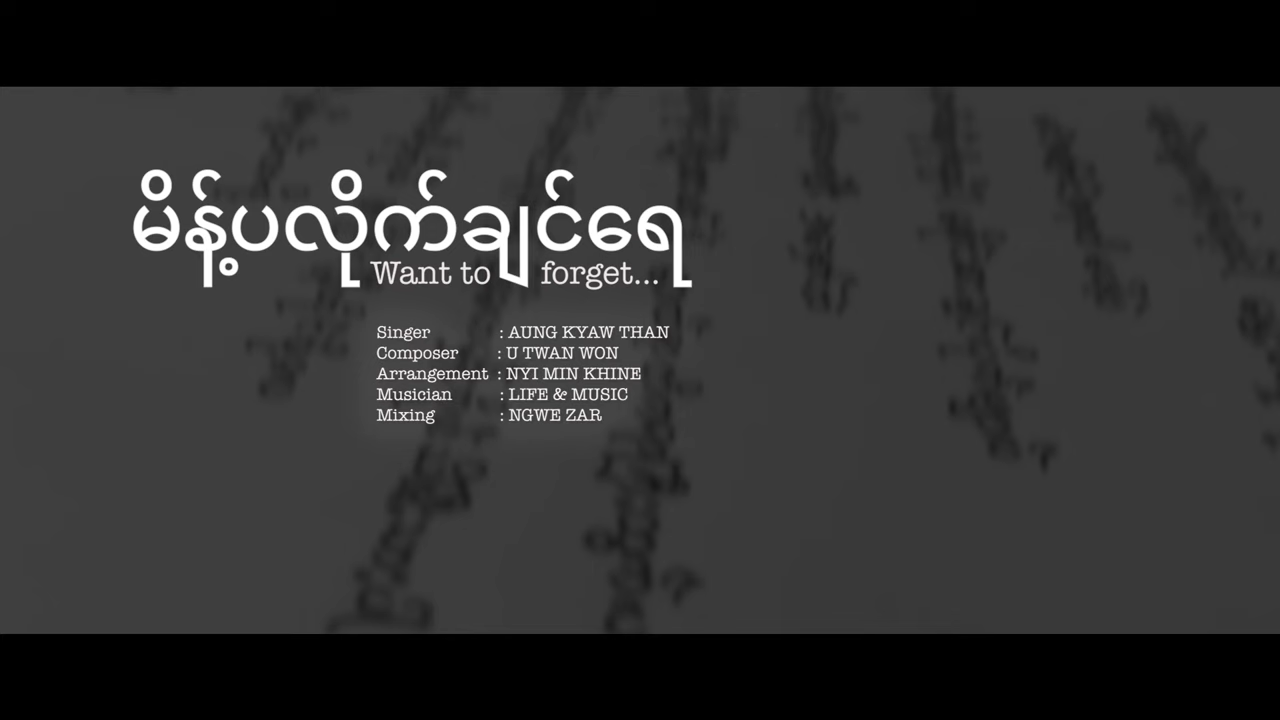 မိန့်ပလိုက်ချင်ရေ
Want to forget...
Singer : AUNG KYAW THAN
Composer : U TWAN WON
Arrangement : NYI MIN KHINE
Musician : LIFE & MUSIC
Mixing : NGWE ZAR